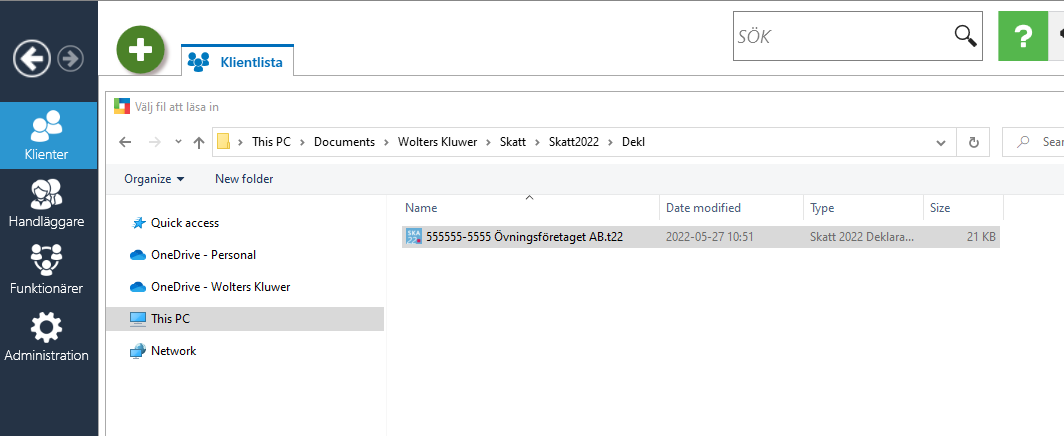 SÖK
?
Klientlista
Välj fil att läsa in
This PC > Documents > Wolters Kluwer > Skatt > Skatt2022 > Dekl
Sear
Organize
New folder
Klienter
Handläggare
Funktionärer
Administration
Quick access
OneDrive - Personal
OneDrive - Wolters Kluwer
This PC
Network
Name Date modified Type Size
555555-5555 Övningsföretaget AB.t22 2022-05-27 10:51 Skatt 2022 Deklara... 21 KB